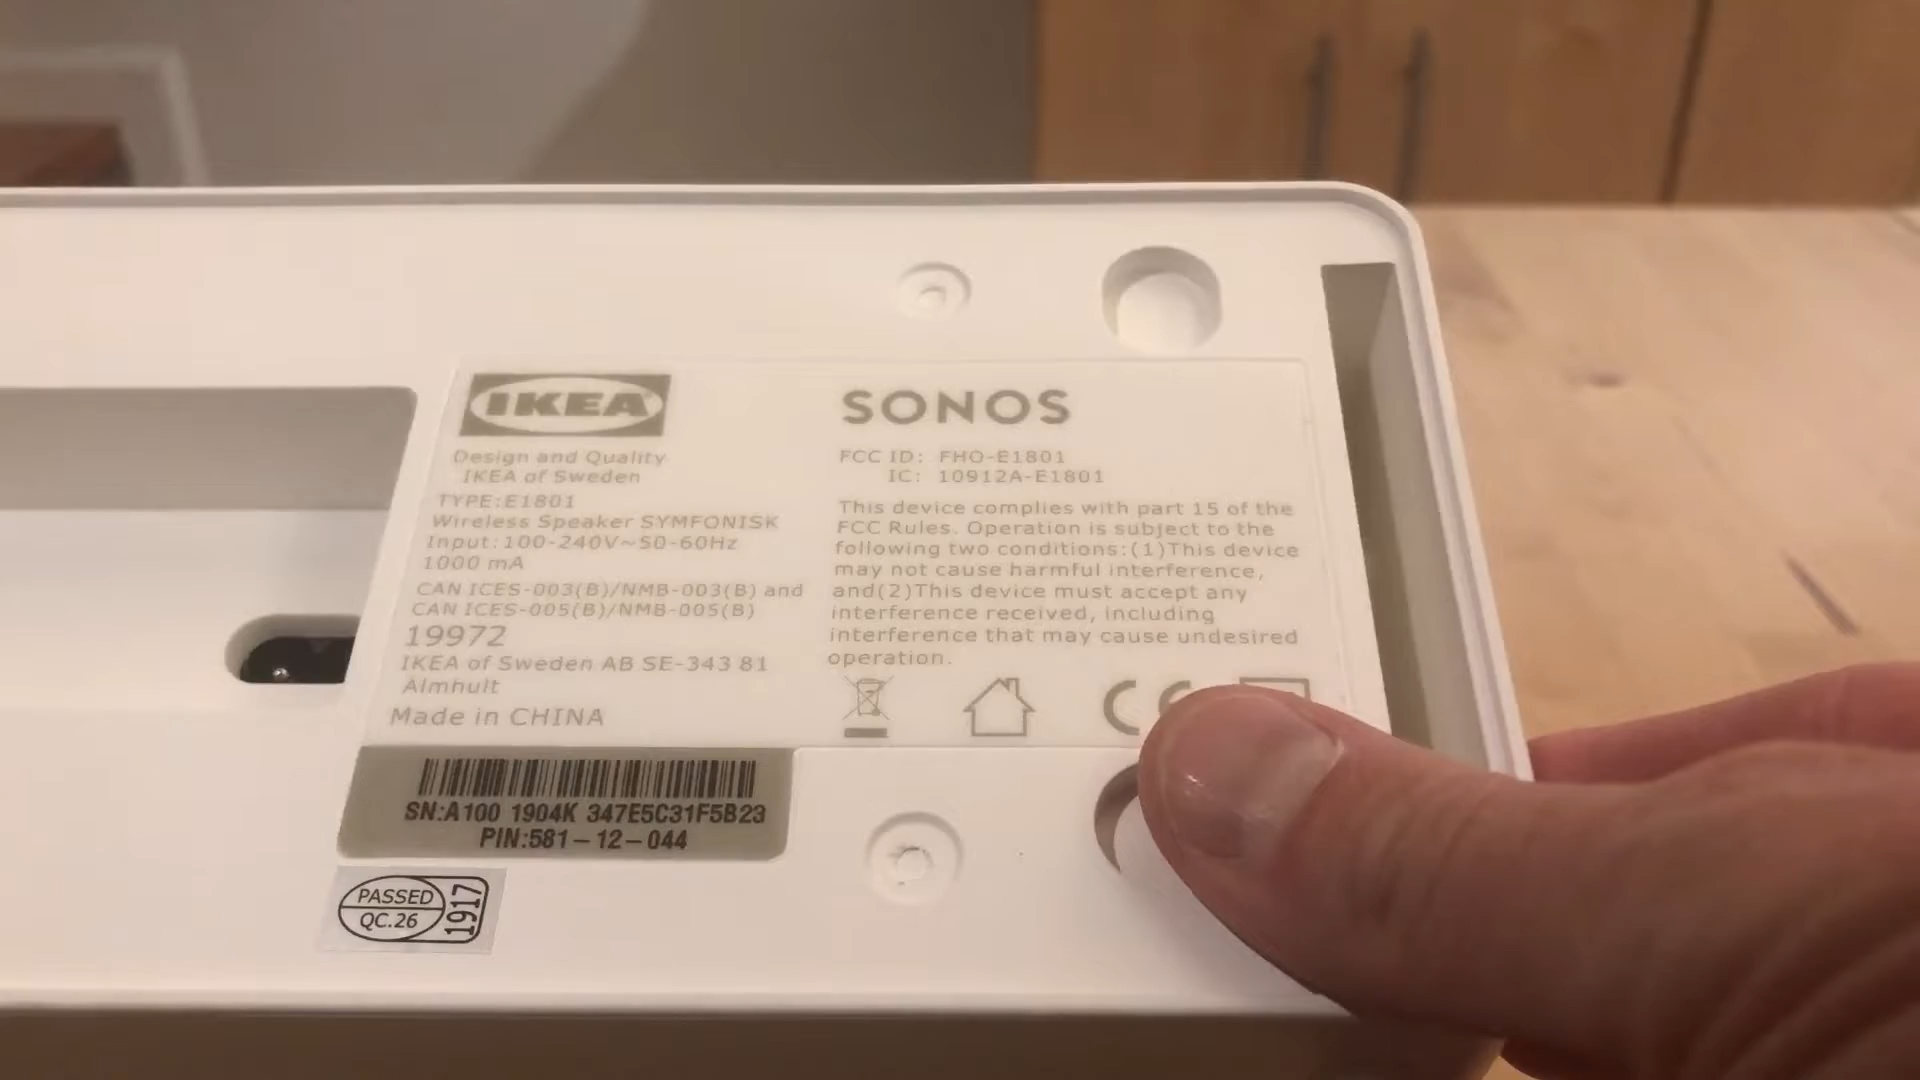 IKEA
Design and Quality
IKEA of Sweden
TYPE:E1801
Wireless Speaker SYMFONISK
Input:100-240V~50-60Hz
1000 mA
CAN ICES-003(B)/NMB-003(B) and
CAN ICES-005(B)/NMB-005(B)
19972
IKEA of Sweden AB SE-343 81
Almhult
Made in CHINA
SONOS
FCC ID: FHO-E1801
IC: 10912A-E1801
This device complies with part 15 of the
FCC Rules. Operation is subject to the
following two conditions:(1)This device
may not cause harmful interference,
and(2)This device must accept any
interference received, including
interference that may cause undesired
operation.
CE
SN:A100 1904K 347E5C31F5B23
PIN:581-12-044
PASSED
QC.26
1917